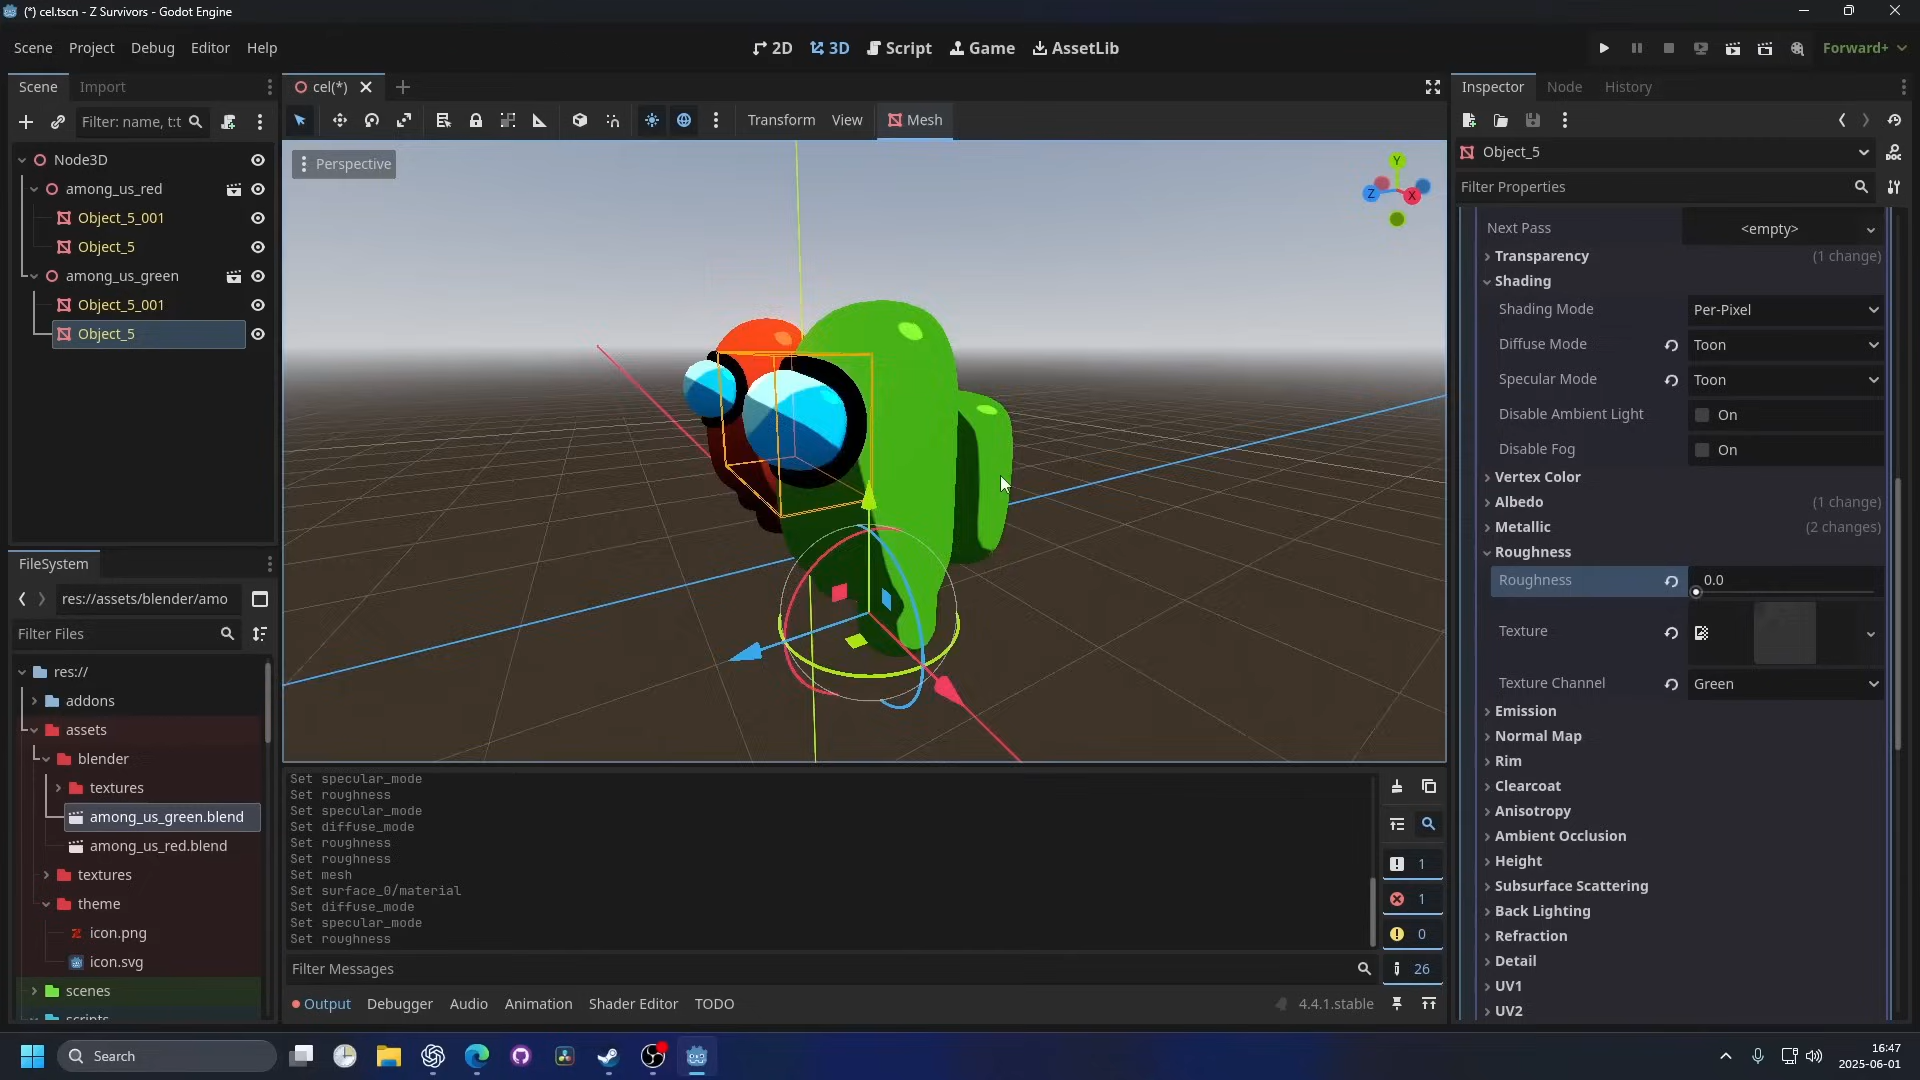 (*) cel.tscn - Z Survivors - Godot Engine
Scene Project Debug Editor Help
2D 3D Script Game AssetLib
Forward+
Scene Import
cel(*)
Inspector Node History
Filter: name, t:t
Transform View Mesh
Node3D
among_us_red
Object_5_001
Object_5
among_us_green
Object_5_001
Object_5
Perspective
Y
Z
X
Object_5
Filter Properties
Next Pass <empty>
Transparency (1 change)
Shading
Shading Mode Per-Pixel
Diffuse Mode Toon
Specular Mode Toon
Disable Ambient Light On
Disable Fog On
Vertex Color
Albedo (1 change)
Metallic (2 changes)
Roughness
Roughness 0.0
Texture
Texture Channel Green
Emission
Normal Map
Rim
Clearcoat
Anisotropy
Ambient Occlusion
Height
Subsurface Scattering
Back Lighting
Refraction
Detail
UV1
UV2
FileSystem
res://assets/blender/amo
Filter Files
res://
addons
assets
blender
textures
among_us_green.blend
among_us_red.blend
textures
theme
icon.png
icon.svg
scenes
scripts
Set specular_mode
Set roughness
Set specular_mode
Set diffuse_mode
Set roughness
Set roughness
Set mesh
Set surface_0/material
Set diffuse_mode
Set specular_mode
Set roughness
1
1
0
26
Filter Messages
Output Debugger Audio Animation Shader Editor TODO
4.4.1.stable
Search
16:47
2025-06-01